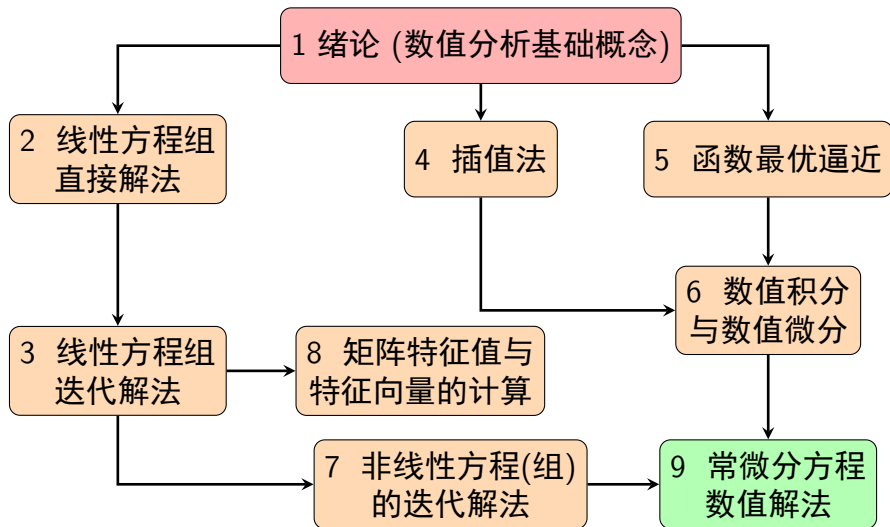 1 绪论 (数值分析基础概念)
2 线性方程组
直接解法
4 插值法
5 函数最优逼近
6 数值积分
与数值微分
3 线性方程组
迭代解法
8 矩阵特征值与
特征向量的计算
7 非线性方程(组)
的迭代解法
9 常微分方程
数值解法